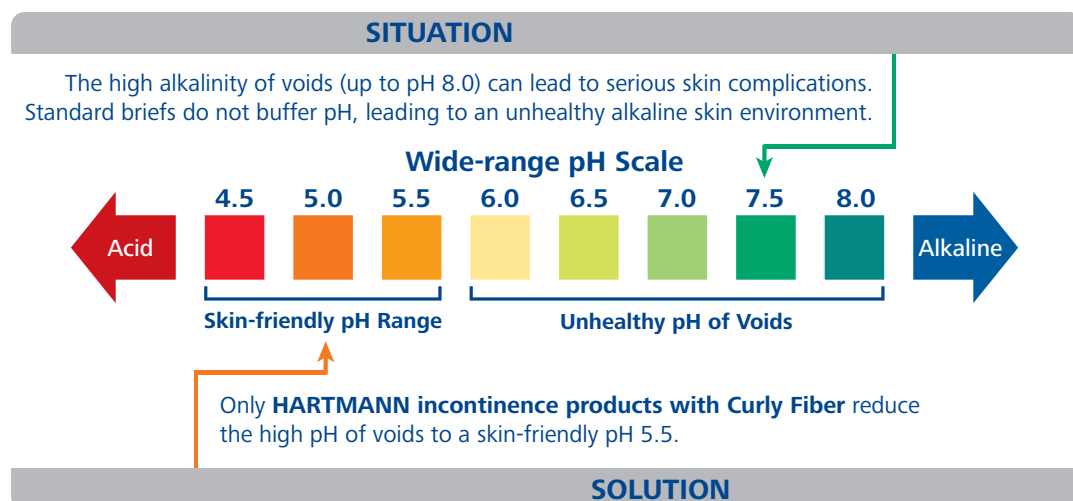 SITUATION
The high alkalinity of voids (up to pH 8.0) can lead to serious skin complications.
Standard briefs do not buffer pH, leading to an unhealthy alkaline skin environment.
Wide-range pH Scale
4.5 5.0 5.5 6.0 6.5 7.0 7.5 8.0
Acid Alkaline
Skin-friendly pH Range Unhealthy pH of Voids
Only HARTMANN incontinence products with Curly Fiber reduce
the high pH of voids to a skin-friendly pH 5.5.
SOLUTION